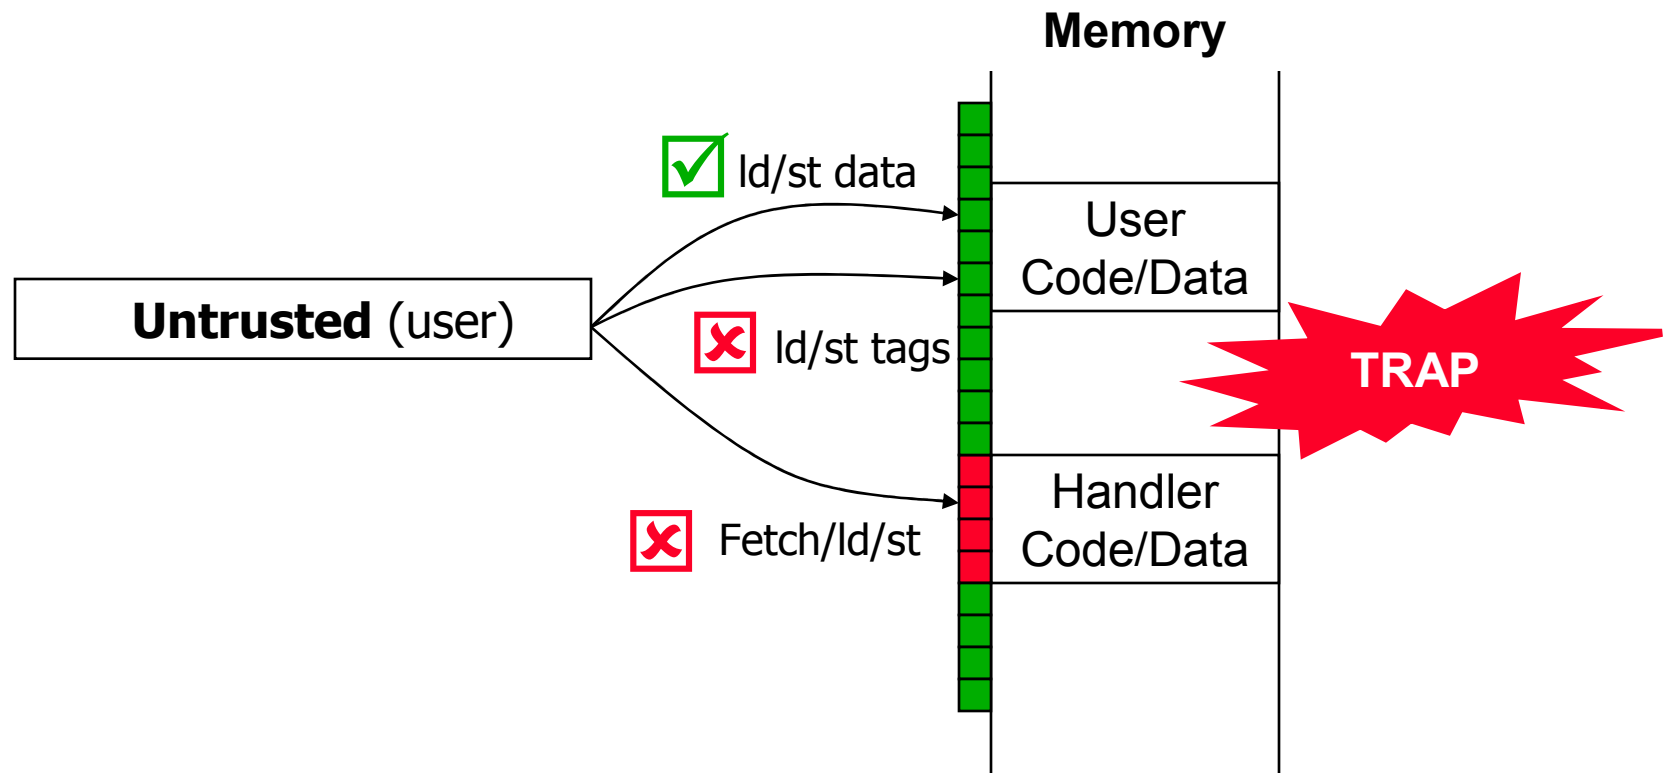 Memory
ld/st data
User
Code/Data
Untrusted (user)
ld/st tags
TRAP
Handler
Code/Data
Fetch/ld/st